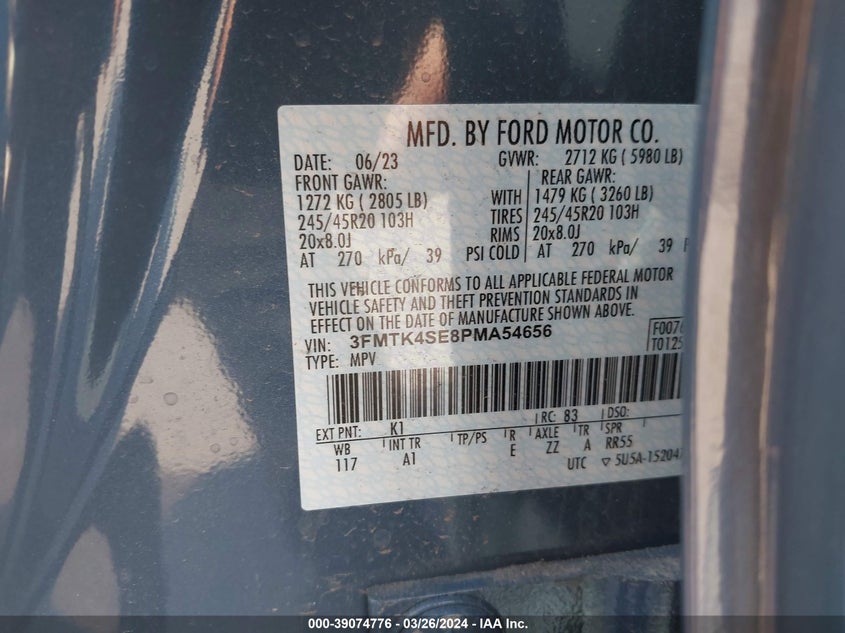 MFD. BY FORD MOTOR CO.
DATE: 06/23 GVWR: 2712 KG ( 5980 LB)
FRONT GAWR: REAR GAWR:
1272 KG ( 2805 LB) WITH 1479 KG ( 3260 LB)
245/45R20 103H TIRES 245/45R20 103H
20x8.0J RIMS 20x8.0J
AT 270 kPa/ 39 PSI COLD AT 270 kPa/ 39
THIS VEHICLE CONFORMS TO ALL APPLICABLE FEDERAL MOTOR
VEHICLE SAFETY AND THEFT PREVENTION STANDARDS IN
EFFECT ON THE DATE OF MANUFACTURE SHOWN ABOVE.
VIN: 3FMTK4SE8PMA54656 F0076
TYPE: MPV T0125
EXT PNT: K1 RC: 83 DSO:
WB INT TR TP/PS R AXLE TR SPR
117 A1 E ZZ A RR55
UTC ▽ 5U5A-152047
000-39074776 — 03/26/2024 — IAA Inc.